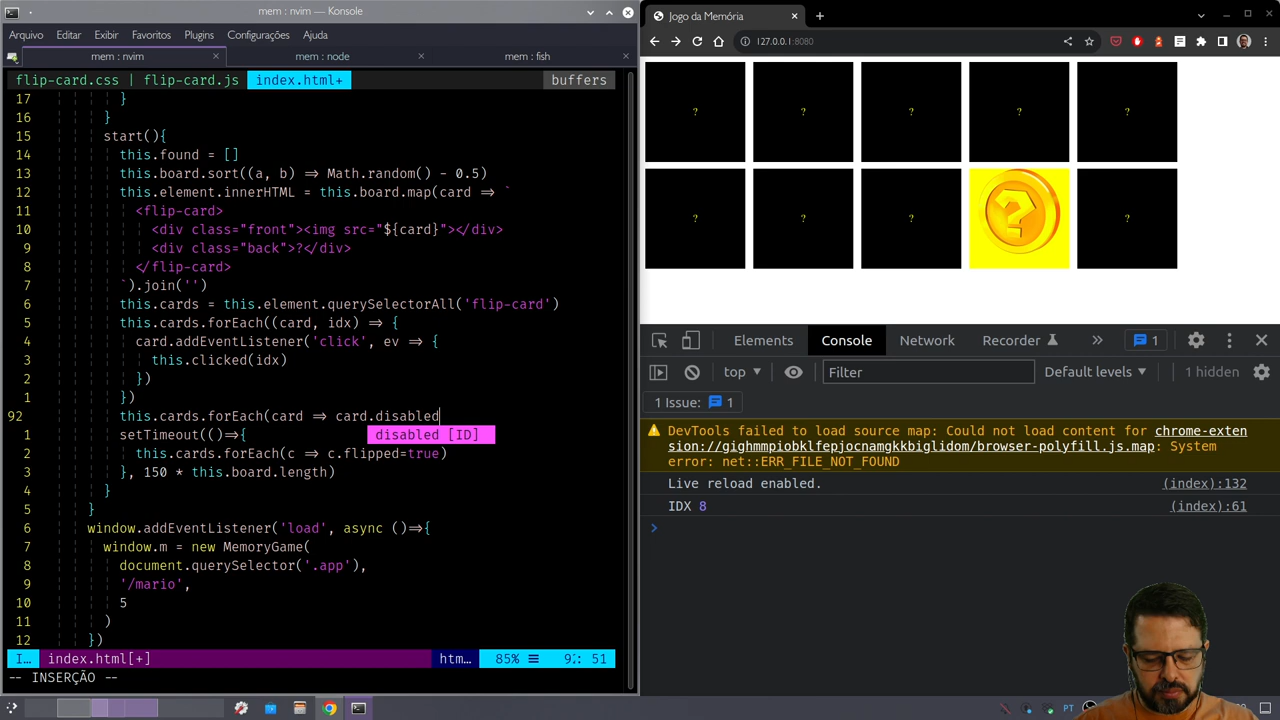 mem : nvim — Konsole
Arquivo Editar Exibir Favoritos Plugins Configurações Ajuda
mem : nvim
mem : node
mem : fish
flip-card.css | flip-card.js index.html+ buffers
17 }
16 }
15 start(){
14 this.found = []
13 this.board.sort((a, b) ⇒ Math.random() - 0.5)
12 this.element.innerHTML = this.board.map(card ⇒ `
11 <flip-card>
10 <div class="front"><img src="${card}"></div>
9 <div class="back">?</div>
8 </flip-card>
7 `).join('')
6 this.cards = this.element.querySelectorAll('flip-card')
5 this.cards.forEach((card, idx) ⇒ {
4 card.addEventListener('click', ev ⇒ {
3 this.clicked(idx)
2 })
1 })
92 this.cards.forEach(card ⇒ card.disabled
1 setTimeout(()⇒{ disabled [ID]
2 this.cards.forEach(c ⇒ c.flipped=true)
3 }, 150 * this.board.length)
4 }
5 }
6 window.addEventListener('load', async ()⇒{
7 window.m = new MemoryGame(
8 document.querySelector('.app'),
9 '/mario',
10 5
11 )
12 })
I… index.html[+] htm… 85% 92: 51
-- INSERÇÃO --
Jogo da Memória
127.0.0.1:8080
? ? ? ? ?
? ? ? ? ?
Elements Console Network Recorder 1
top Filter Default levels 1 hidden
1 Issue: 1
DevTools failed to load source map: Could not load content for chrome-exten
sion://gighmmpiobklfepjocnamgkkbiglidom/browser-polyfill.js.map: System
error: net::ERR_FILE_NOT_FOUND
Live reload enabled. (index):132
IDX 8 (index):61
PT